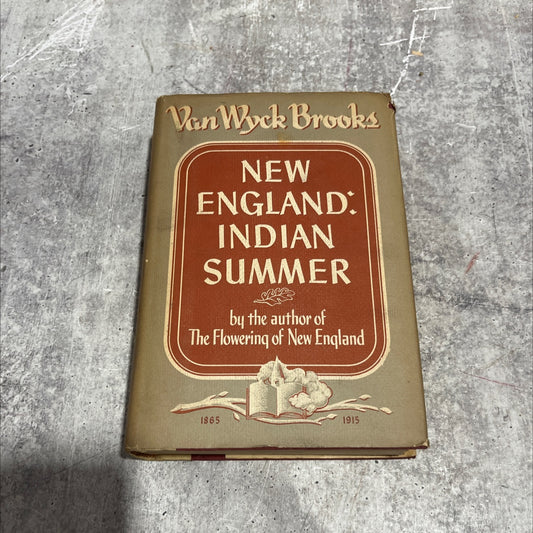 Van Wyck Brooks
NEW
ENGLAND:
INDIAN
SUMMER
by the author of
The Flowering of New England
1865 1915